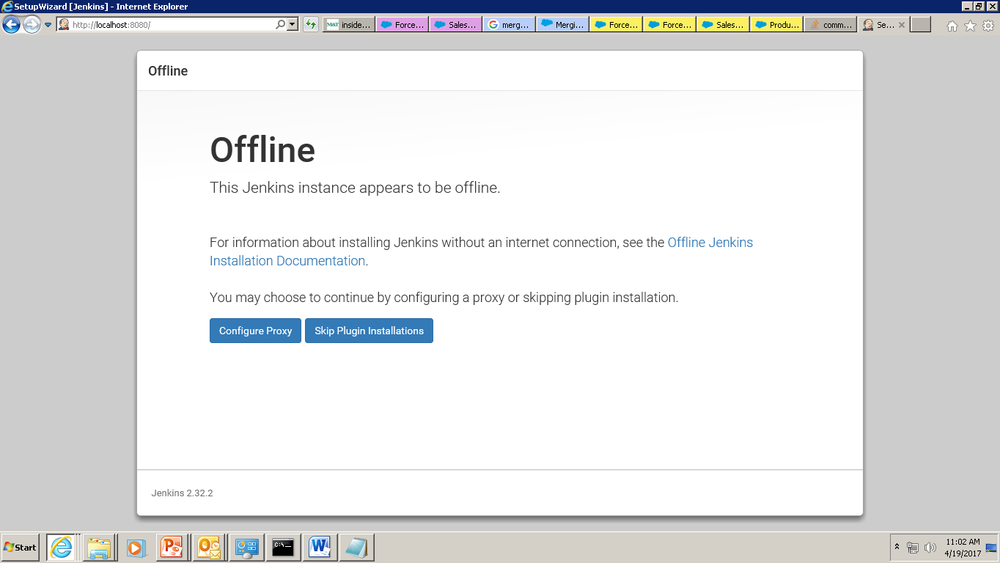 SetupWizard [Jenkins] - Internet Explorer
http://localhost:8080/
M&T inside... Force... Sales... merg... Mergi... Force... Force... Sales... Produ... comm... Se...
Offline
Offline
This Jenkins instance appears to be offline.
For information about installing Jenkins without an internet connection, see the Offline Jenkins
Installation Documentation.
You may choose to continue by configuring a proxy or skipping plugin installation.
Configure Proxy Skip Plugin Installations
Jenkins 2.32.2
Start
11:02 AM
4/19/2017